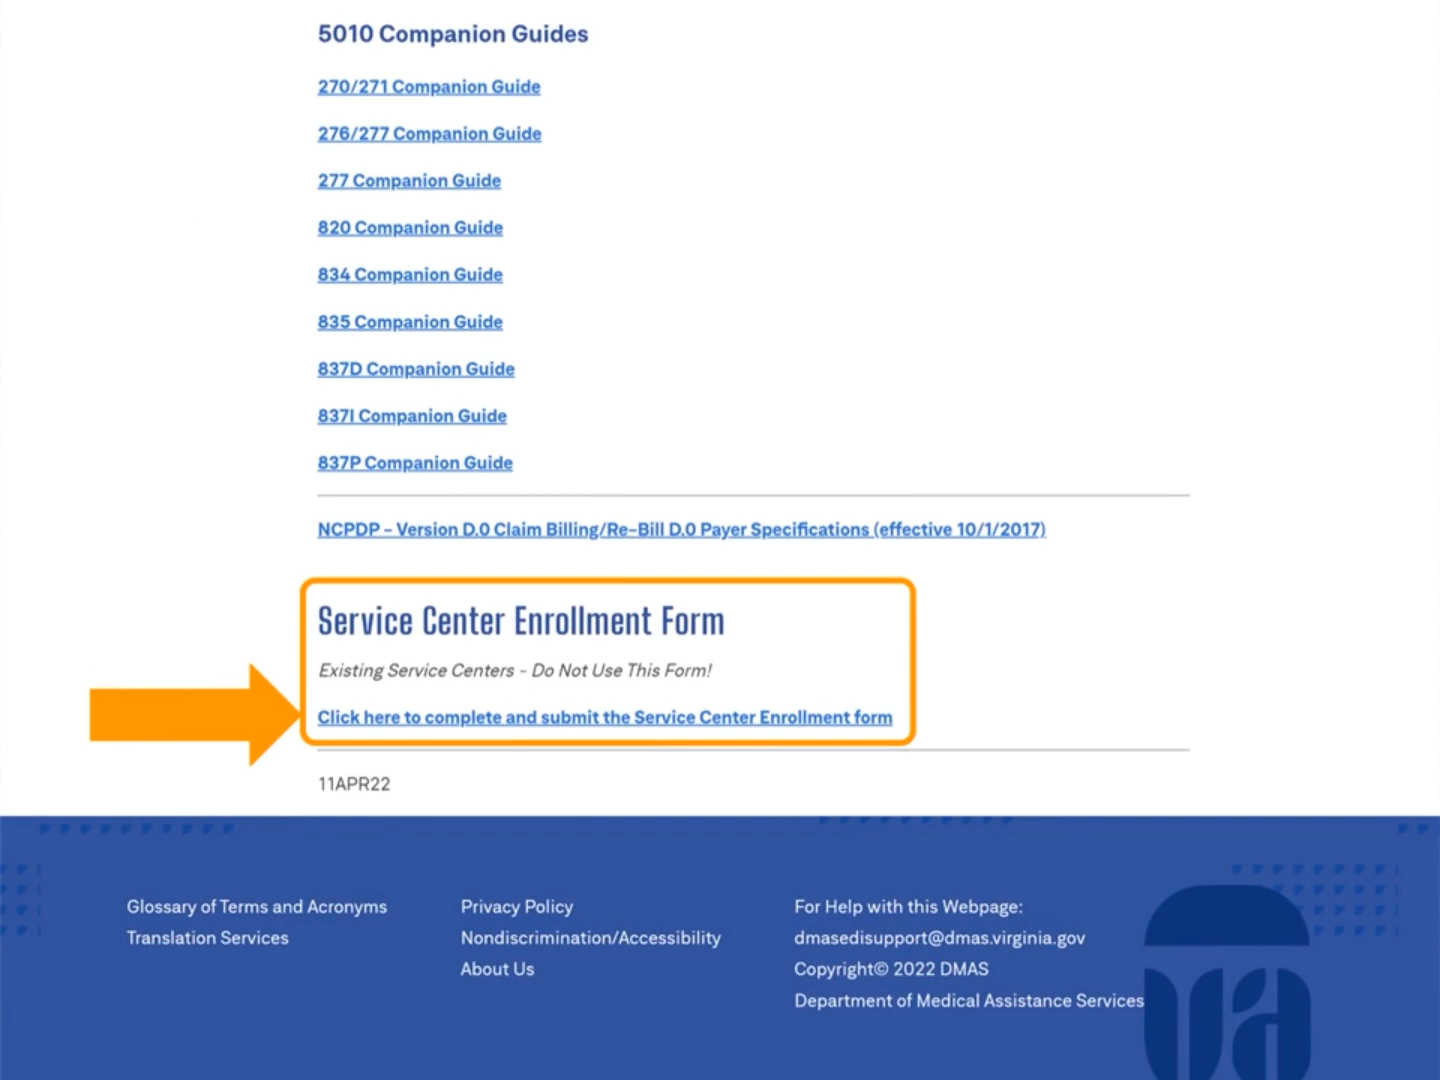 5010 Companion Guides
270/271 Companion Guide
276/277 Companion Guide
277 Companion Guide
820 Companion Guide
834 Companion Guide
835 Companion Guide
837D Companion Guide
837I Companion Guide
837P Companion Guide
NCPDP - Version D.0 Claim Billing/Re-Bill D.0 Payer Specifications (effective 10/1/2017)
Service Center Enrollment Form
Existing Service Centers - Do Not Use This Form!
Click here to complete and submit the Service Center Enrollment form
11APR22
Glossary of Terms and Acronyms
Translation Services
Privacy Policy
Nondiscrimination/Accessibility
About Us
For Help with this Webpage:
dmasedisupport@dmas.virginia.gov
Copyright© 2022 DMAS
Department of Medical Assistance Services